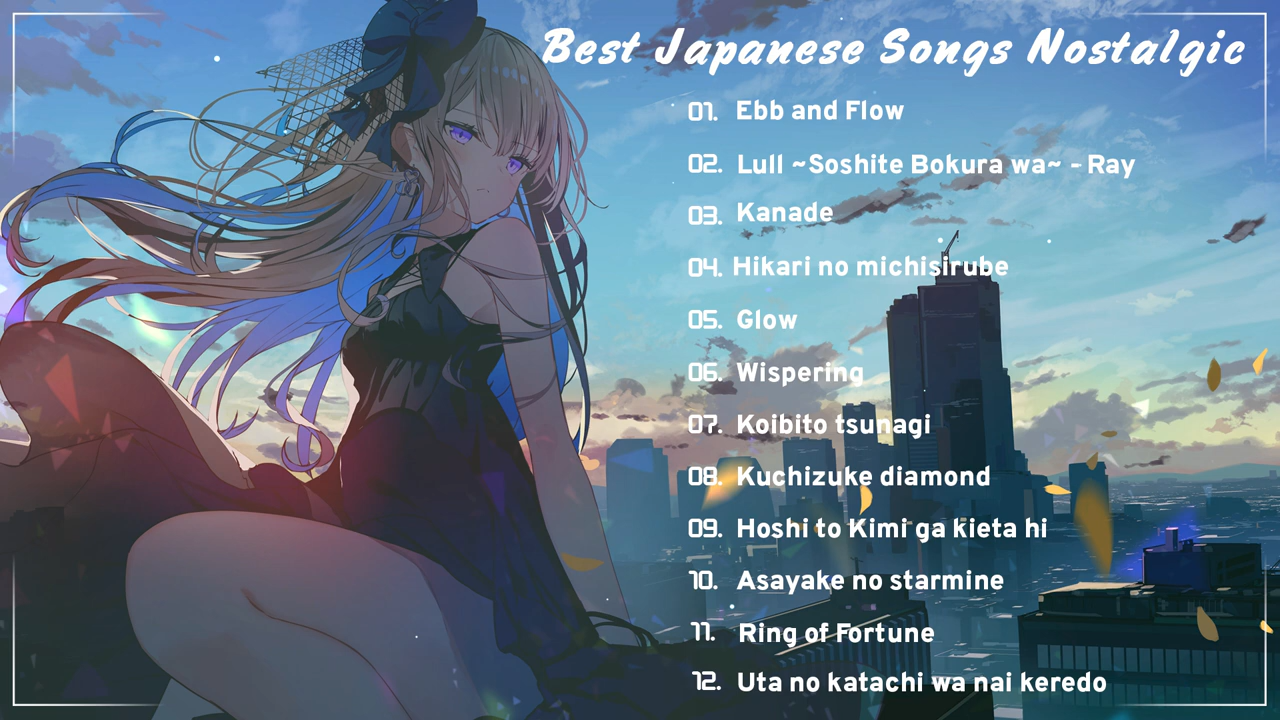 Best Japanese Songs Nostalgic
01. Ebb and Flow
02. Lull ~Soshite Bokura wa~ - Ray
03. Kanade
04. Hikari no michisirube
05. Glow
06. Wispering
07. Koibito tsunagi
08. Kuchizuke diamond
09. Hoshi to Kimi ga kieta hi
10. Asayake no starmine
11. Ring of Fortune
12. Uta no katachi wa nai keredo